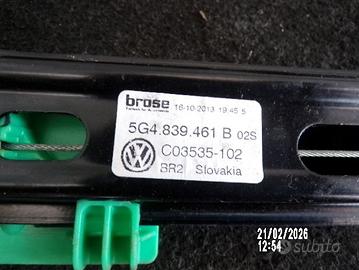 brose 16-10-2013 19:45 5
5G4.839.461 B 02S
C03535-102
BR2 Slovakia
21/02/2026
12:54
subito